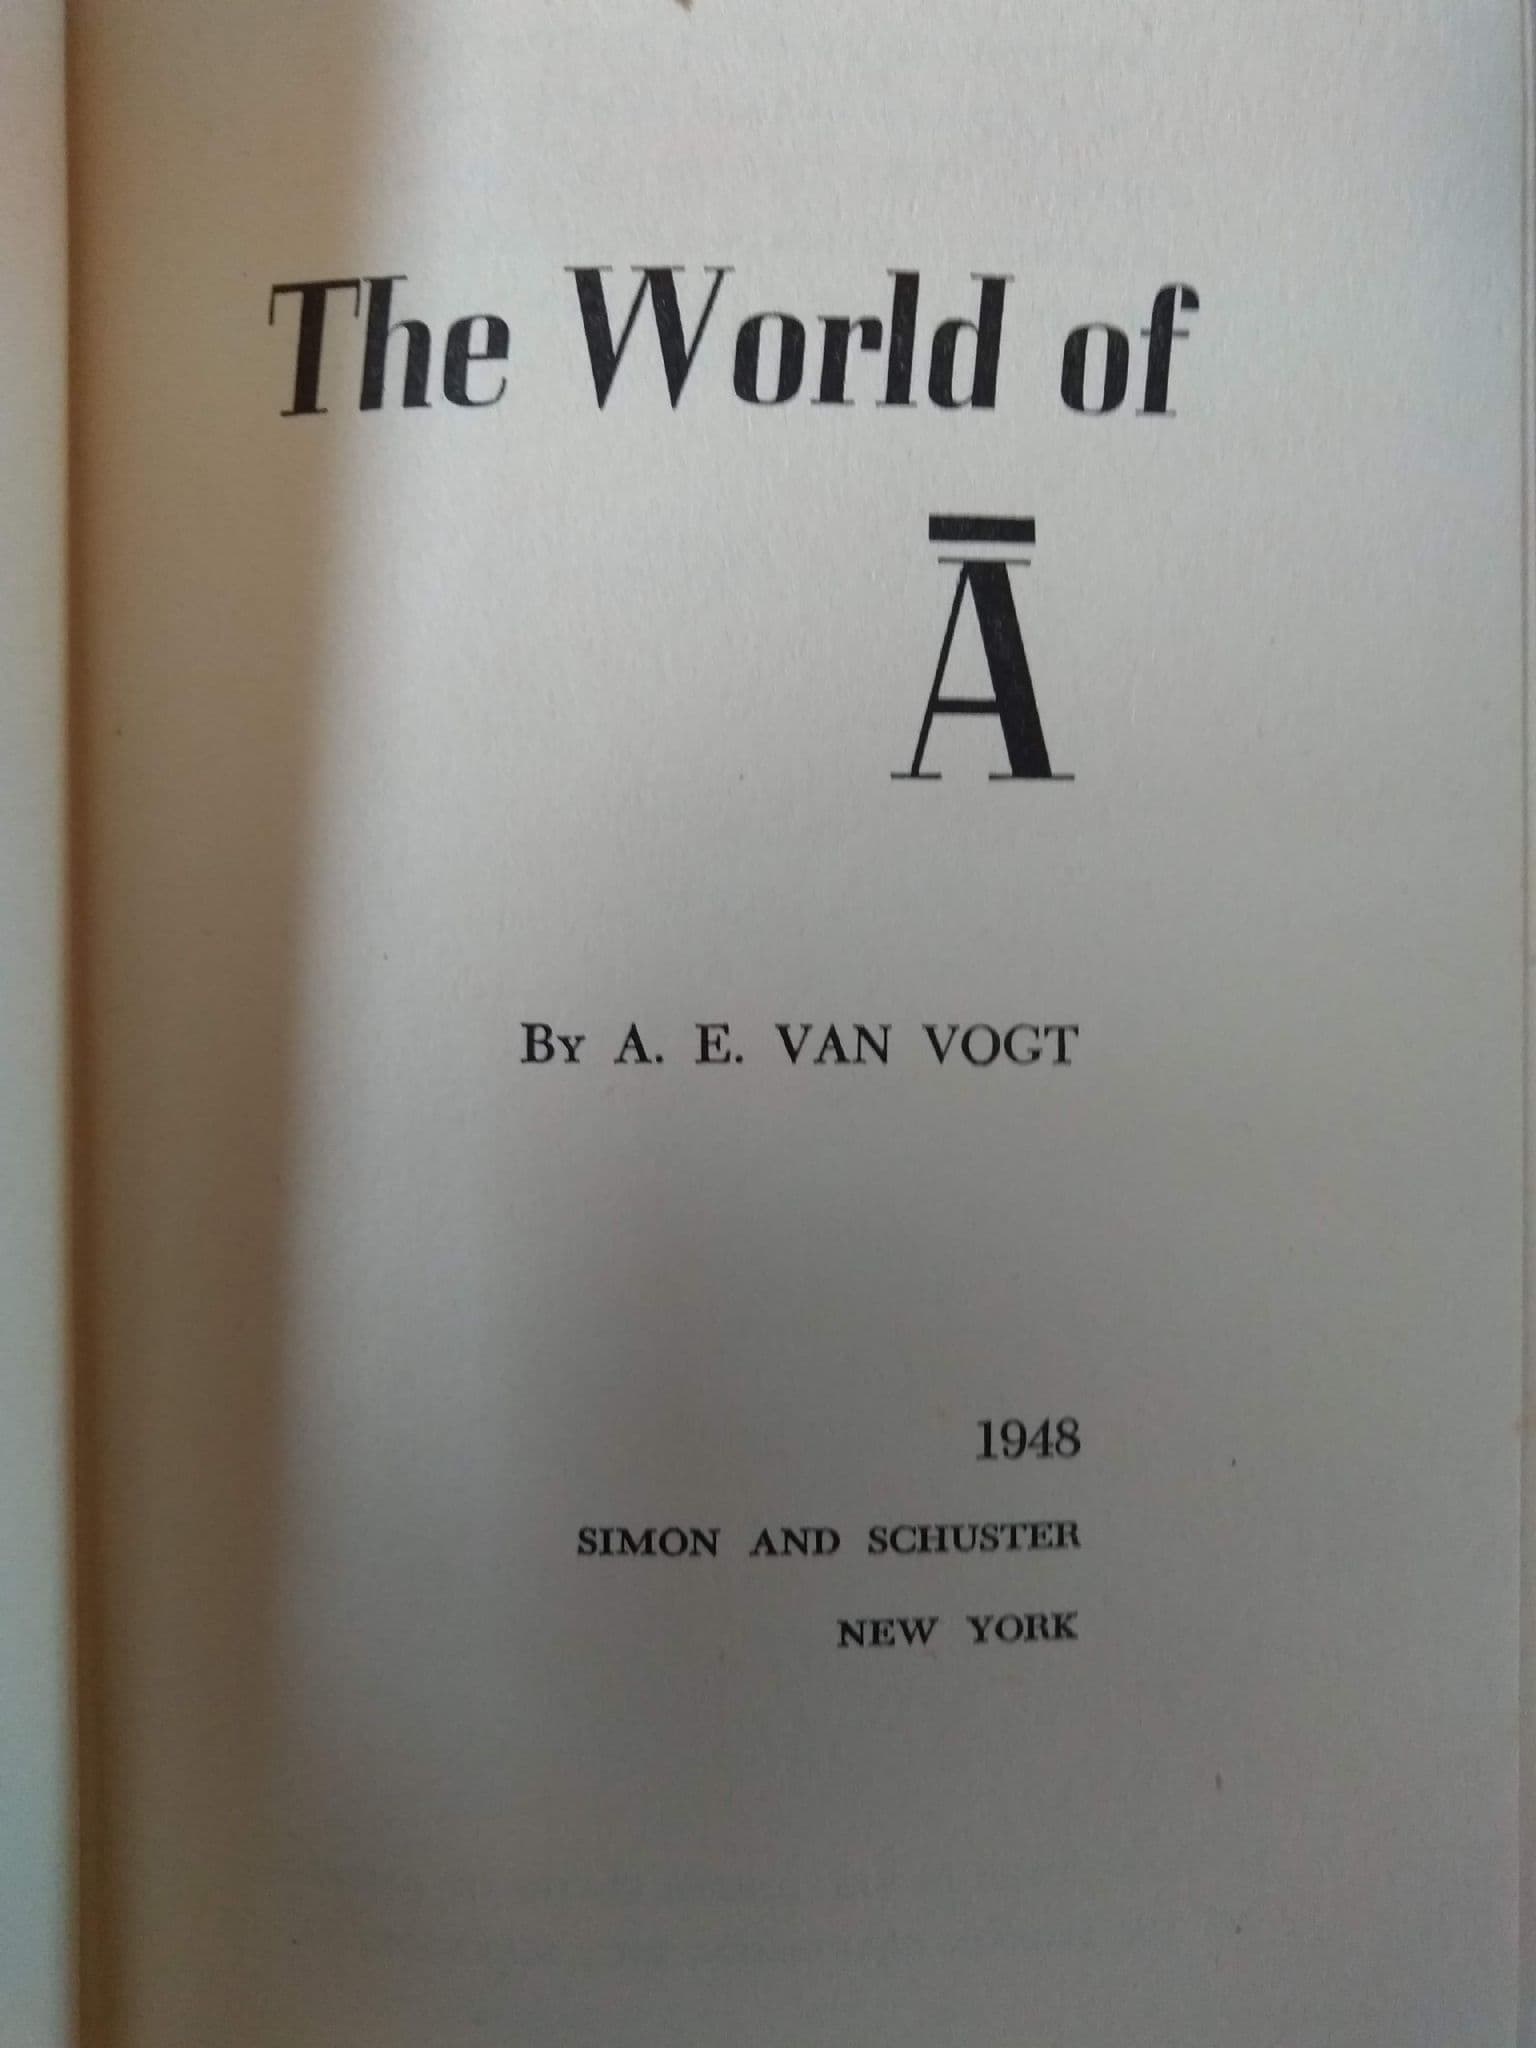 The World of
Ā
By A. E. VAN VOGT
1948
SIMON AND SCHUSTER
NEW YORK